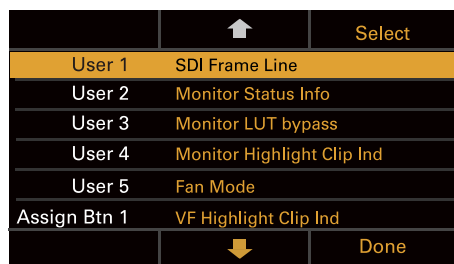 Select
User 1 SDI Frame Line
User 2 Monitor Status Info
User 3 Monitor LUT bypass
User 4 Monitor Highlight Clip Ind
User 5 Fan Mode
Assign Btn 1 VF Highlight Clip Ind
Done